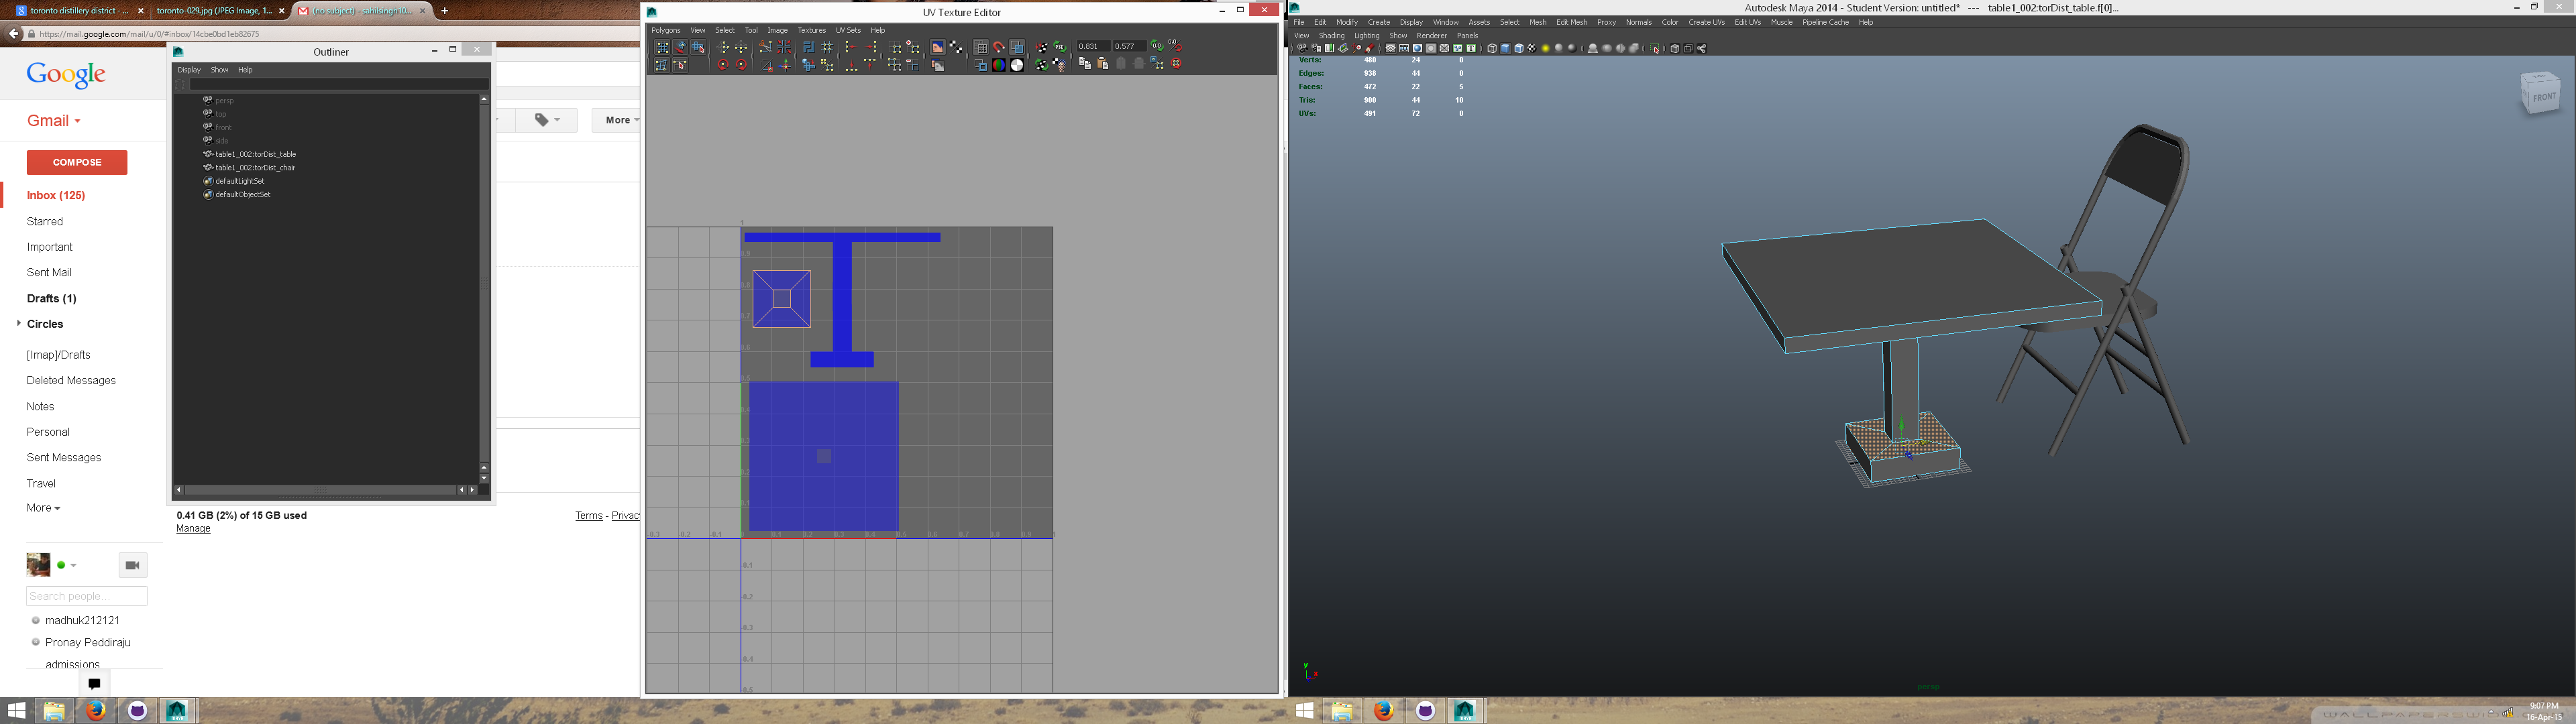 toronto distillery district - ...
toronto-029.jpg (JPEG Image, 1...
(no subject) - sahilsingh10...
https://mail.google.com/mail/u/0/#inbox/14cbe0bd1eb82675
Google
Gmail
More
COMPOSE
Inbox (125)
Starred
Important
Sent Mail
Drafts (1)
Circles
[Imap]/Drafts
Deleted Messages
Notes
Personal
Sent Messages
Travel
More
Search people...
madhuk212121
Pronay Peddiraju
admissions
0.41 GB (2%) of 15 GB used
Manage
Terms - Privac
Outliner
Display Show Help
persp
top
front
side
table1_002:torDist_table
table1_002:torDist_chair
defaultLightSet
defaultObjectSet
UV Texture Editor
Polygons View Select Tool Image Textures UV Sets Help
0.831 0.577
Autodesk Maya 2014 - Student Version: untitled* --- table1_002:torDist_table.f[0]...
File Edit Modify Create Display Window Assets Select Mesh Edit Mesh Proxy Normals Color Create UVs Edit UVs Muscle Pipeline Cache Help
View Shading Lighting Show Renderer Panels
Verts: 480 24 0
Edges: 938 44 0
Faces: 472 22 5
Tris: 900 44 10
UVs: 491 72 0
FRONT
y
x
persp
9:07 PM
16-Apr-15